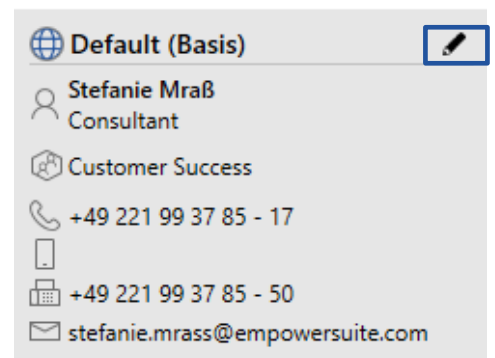 Default (Basis)
Stefanie Mraß
Consultant
Customer Success
+49 221 99 37 85 - 17
+49 221 99 37 85 - 50
stefanie.mrass@empowersuite.com